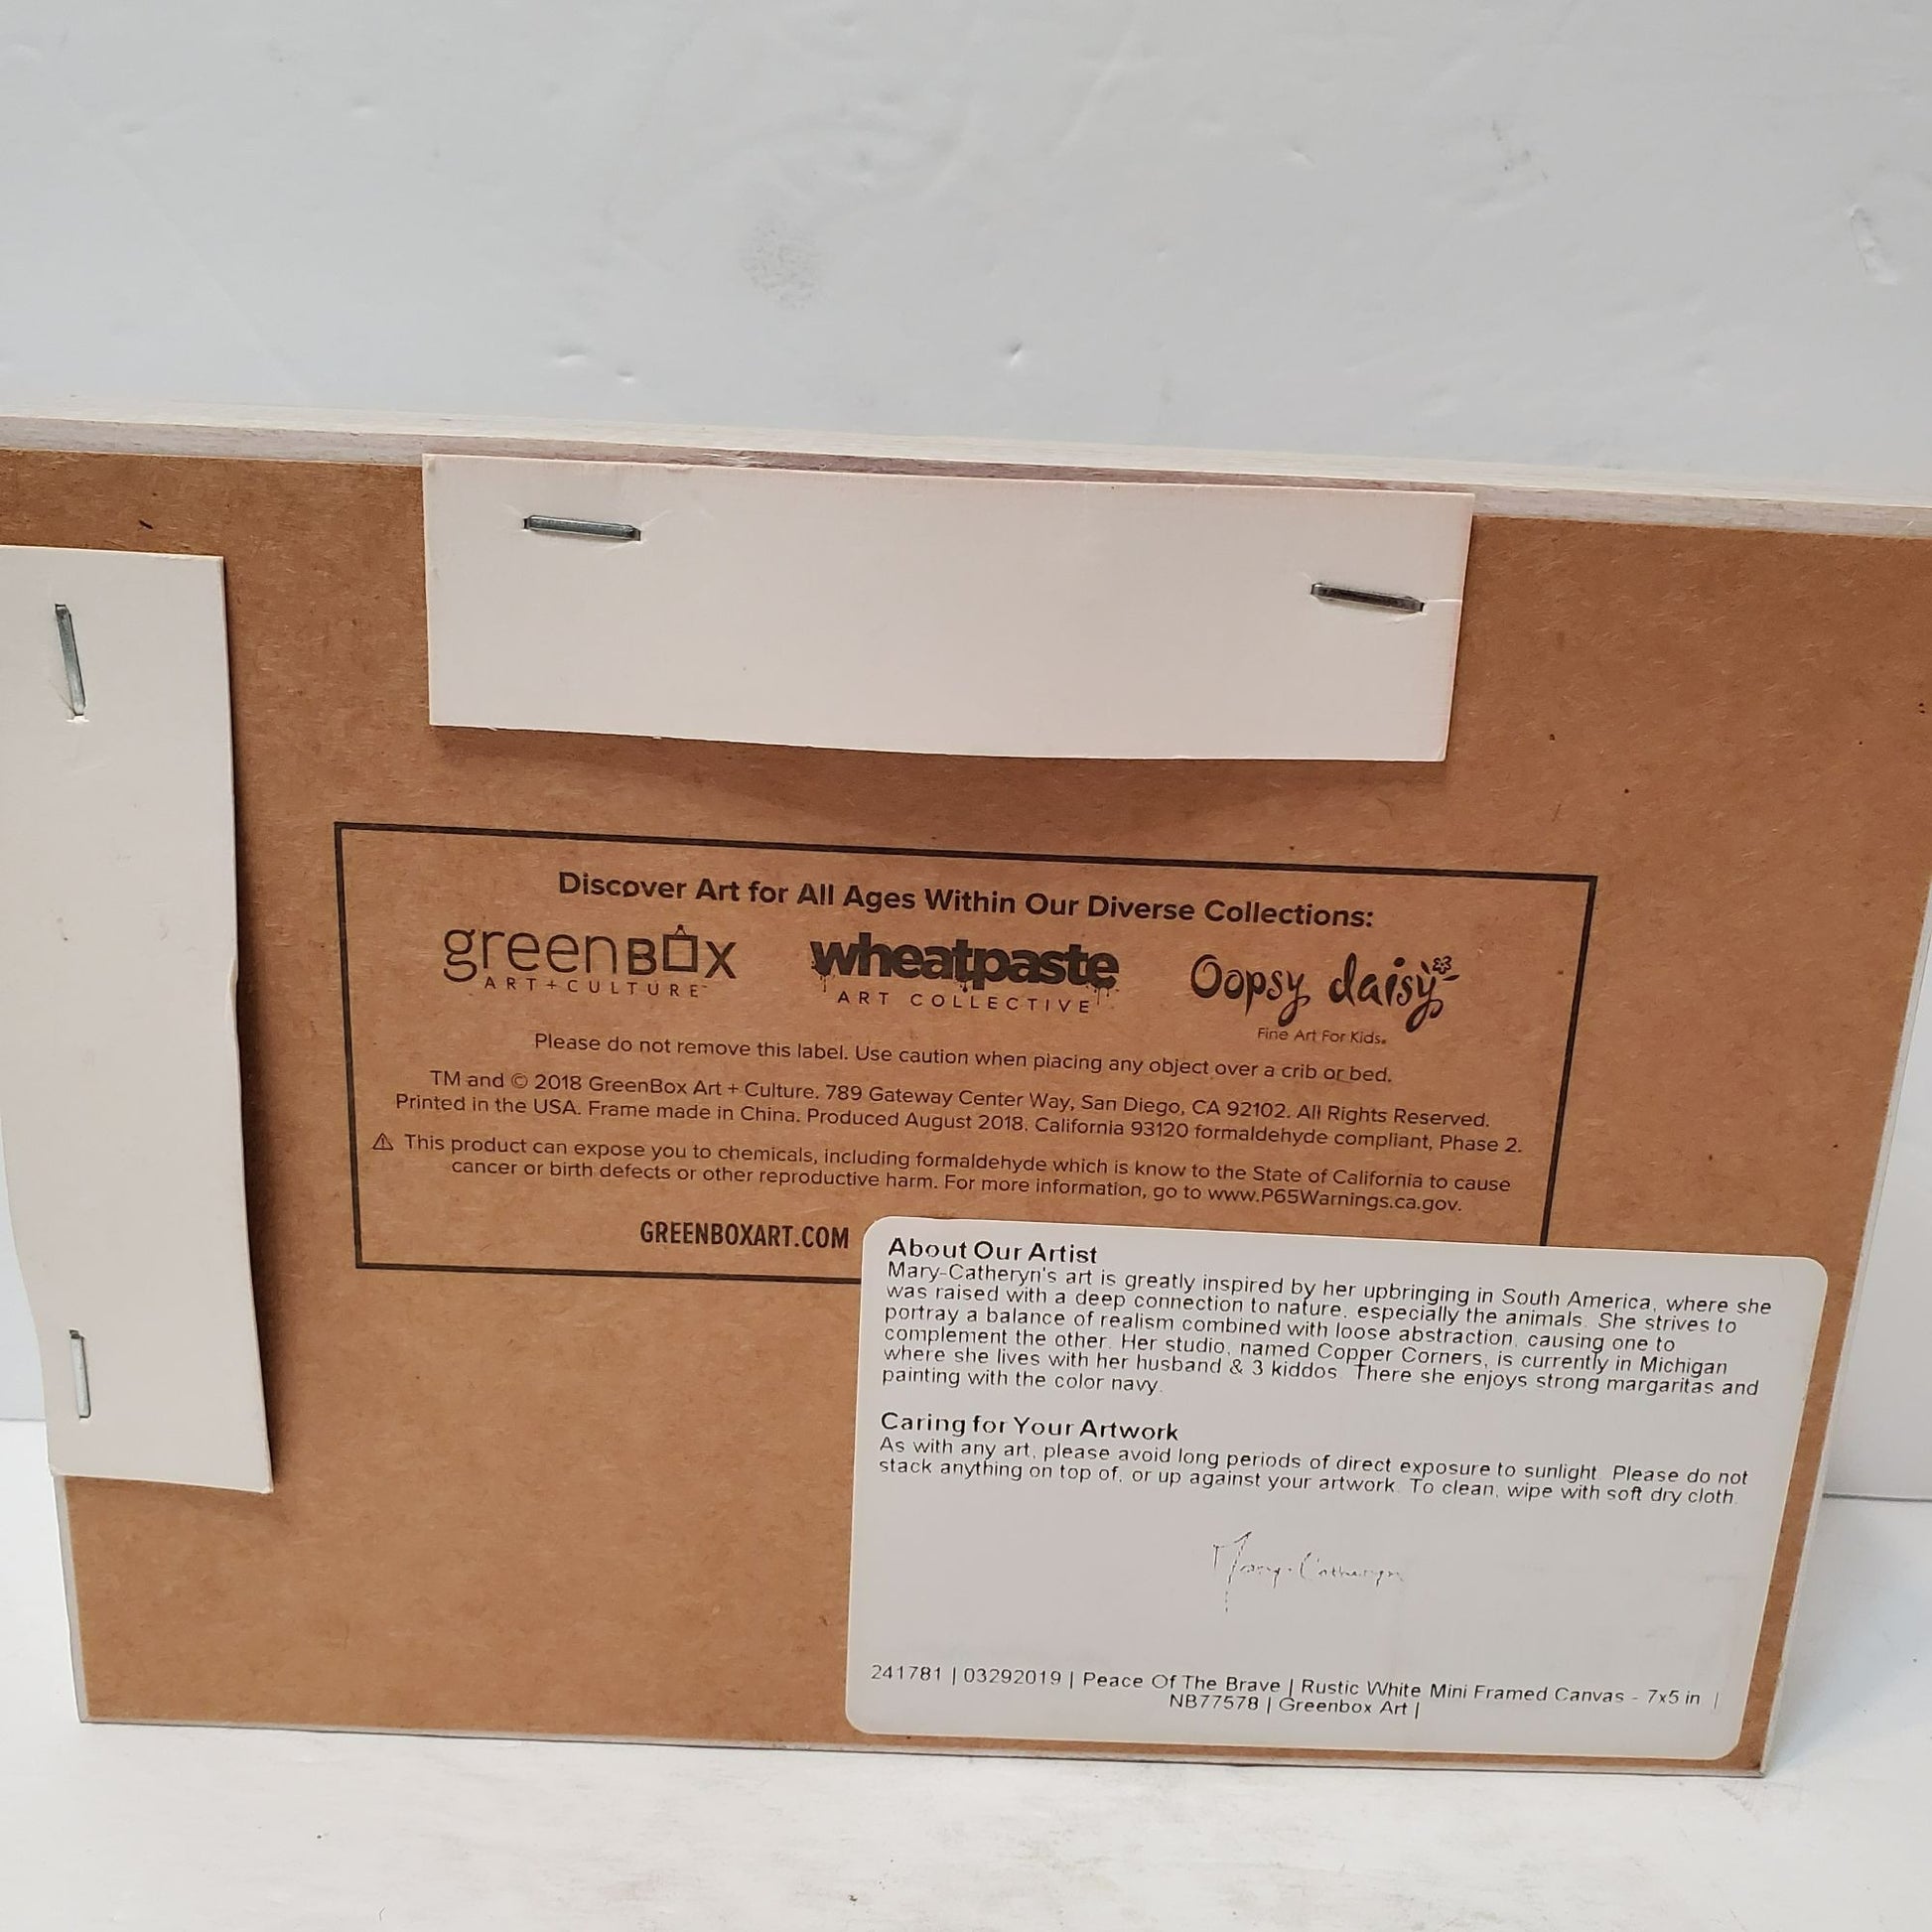 Discover Art for All Ages Within Our Diverse Collections:
greenBOX
ART+CULTURE™
wheatpaste
ART COLLECTIVE
Oopsy daisy
Fine Art For Kids®
Please do not remove this label. Use caution when placing any object over a crib or bed.
TM and © 2018 GreenBox Art + Culture. 789 Gateway Center Way, San Diego, CA 92102. All Rights Reserved.
Printed in the USA. Frame made in China. Produced August 2018. California 93120 formaldehyde compliant, Phase 2.
⚠ This product can expose you to chemicals, including formaldehyde which is know to the State of California to cause
cancer or birth defects or other reproductive harm. For more information, go to www.P65Warnings.ca.gov.
GREENBOXART.COM
About Our Artist
Mary-Catheryn's art is greatly inspired by her upbringing in South America, where she
was raised with a deep connection to nature, especially the animals. She strives to
portray a balance of realism combined with loose abstraction, causing one to
complement the other. Her studio, named Copper Corners, is currently in Michigan
where she lives with her husband & 3 kiddos. There she enjoys strong margaritas and
painting with the color navy.
Caring for Your Artwork
As with any art, please avoid long periods of direct exposure to sunlight. Please do not
stack anything on top of, or up against your artwork. To clean, wipe with soft dry cloth.
Mary-Catheryn
241781 | 03292019 | Peace Of The Brave | Rustic White Mini Framed Canvas - 7x5 in |
NB77578 | Greenbox Art |